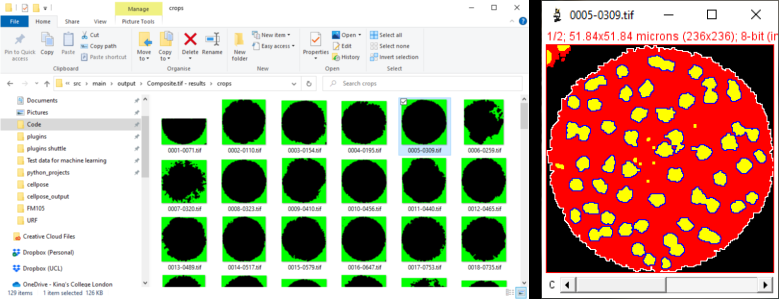 Manage
crops
File
Home
Share
View
Picture Tools
Pin to Quick access
Copy
Paste
Cut
Copy path
Paste shortcut
Clipboard
Move to
Copy to
Delete
Rename
Organise
New folder
New item
Easy access
New
Properties
Open
Edit
History
Open
Select all
Select none
Invert selection
Select
src > main > output > Composite.tif - results > crops
Search crops
Documents
Pictures
Code
plugins
plugins shuttle
Test data for machine learning
python_projects
cellpose
cellpose_output
FM105
URF
Creative Cloud Files
Dropbox (Personal)
Dropbox (UCL)
OneDrive - King's College London
0001-0071.tif
0002-0110.tif
0003-0154.tif
0004-0195.tif
0005-0309.tif
0006-0259.tif
0007-0320.tif
0008-0323.tif
0009-0410.tif
0010-0456.tif
0011-0440.tif
0012-0465.tif
0013-0489.tif
0014-0517.tif
0015-0579.tif
0016-0647.tif
0017-0753.tif
0018-0735.tif
129 items
1 item selected 126 KB
0005-0309.tif
1/2; 51.84x51.84 microns (236x236); 8-bit (in
C